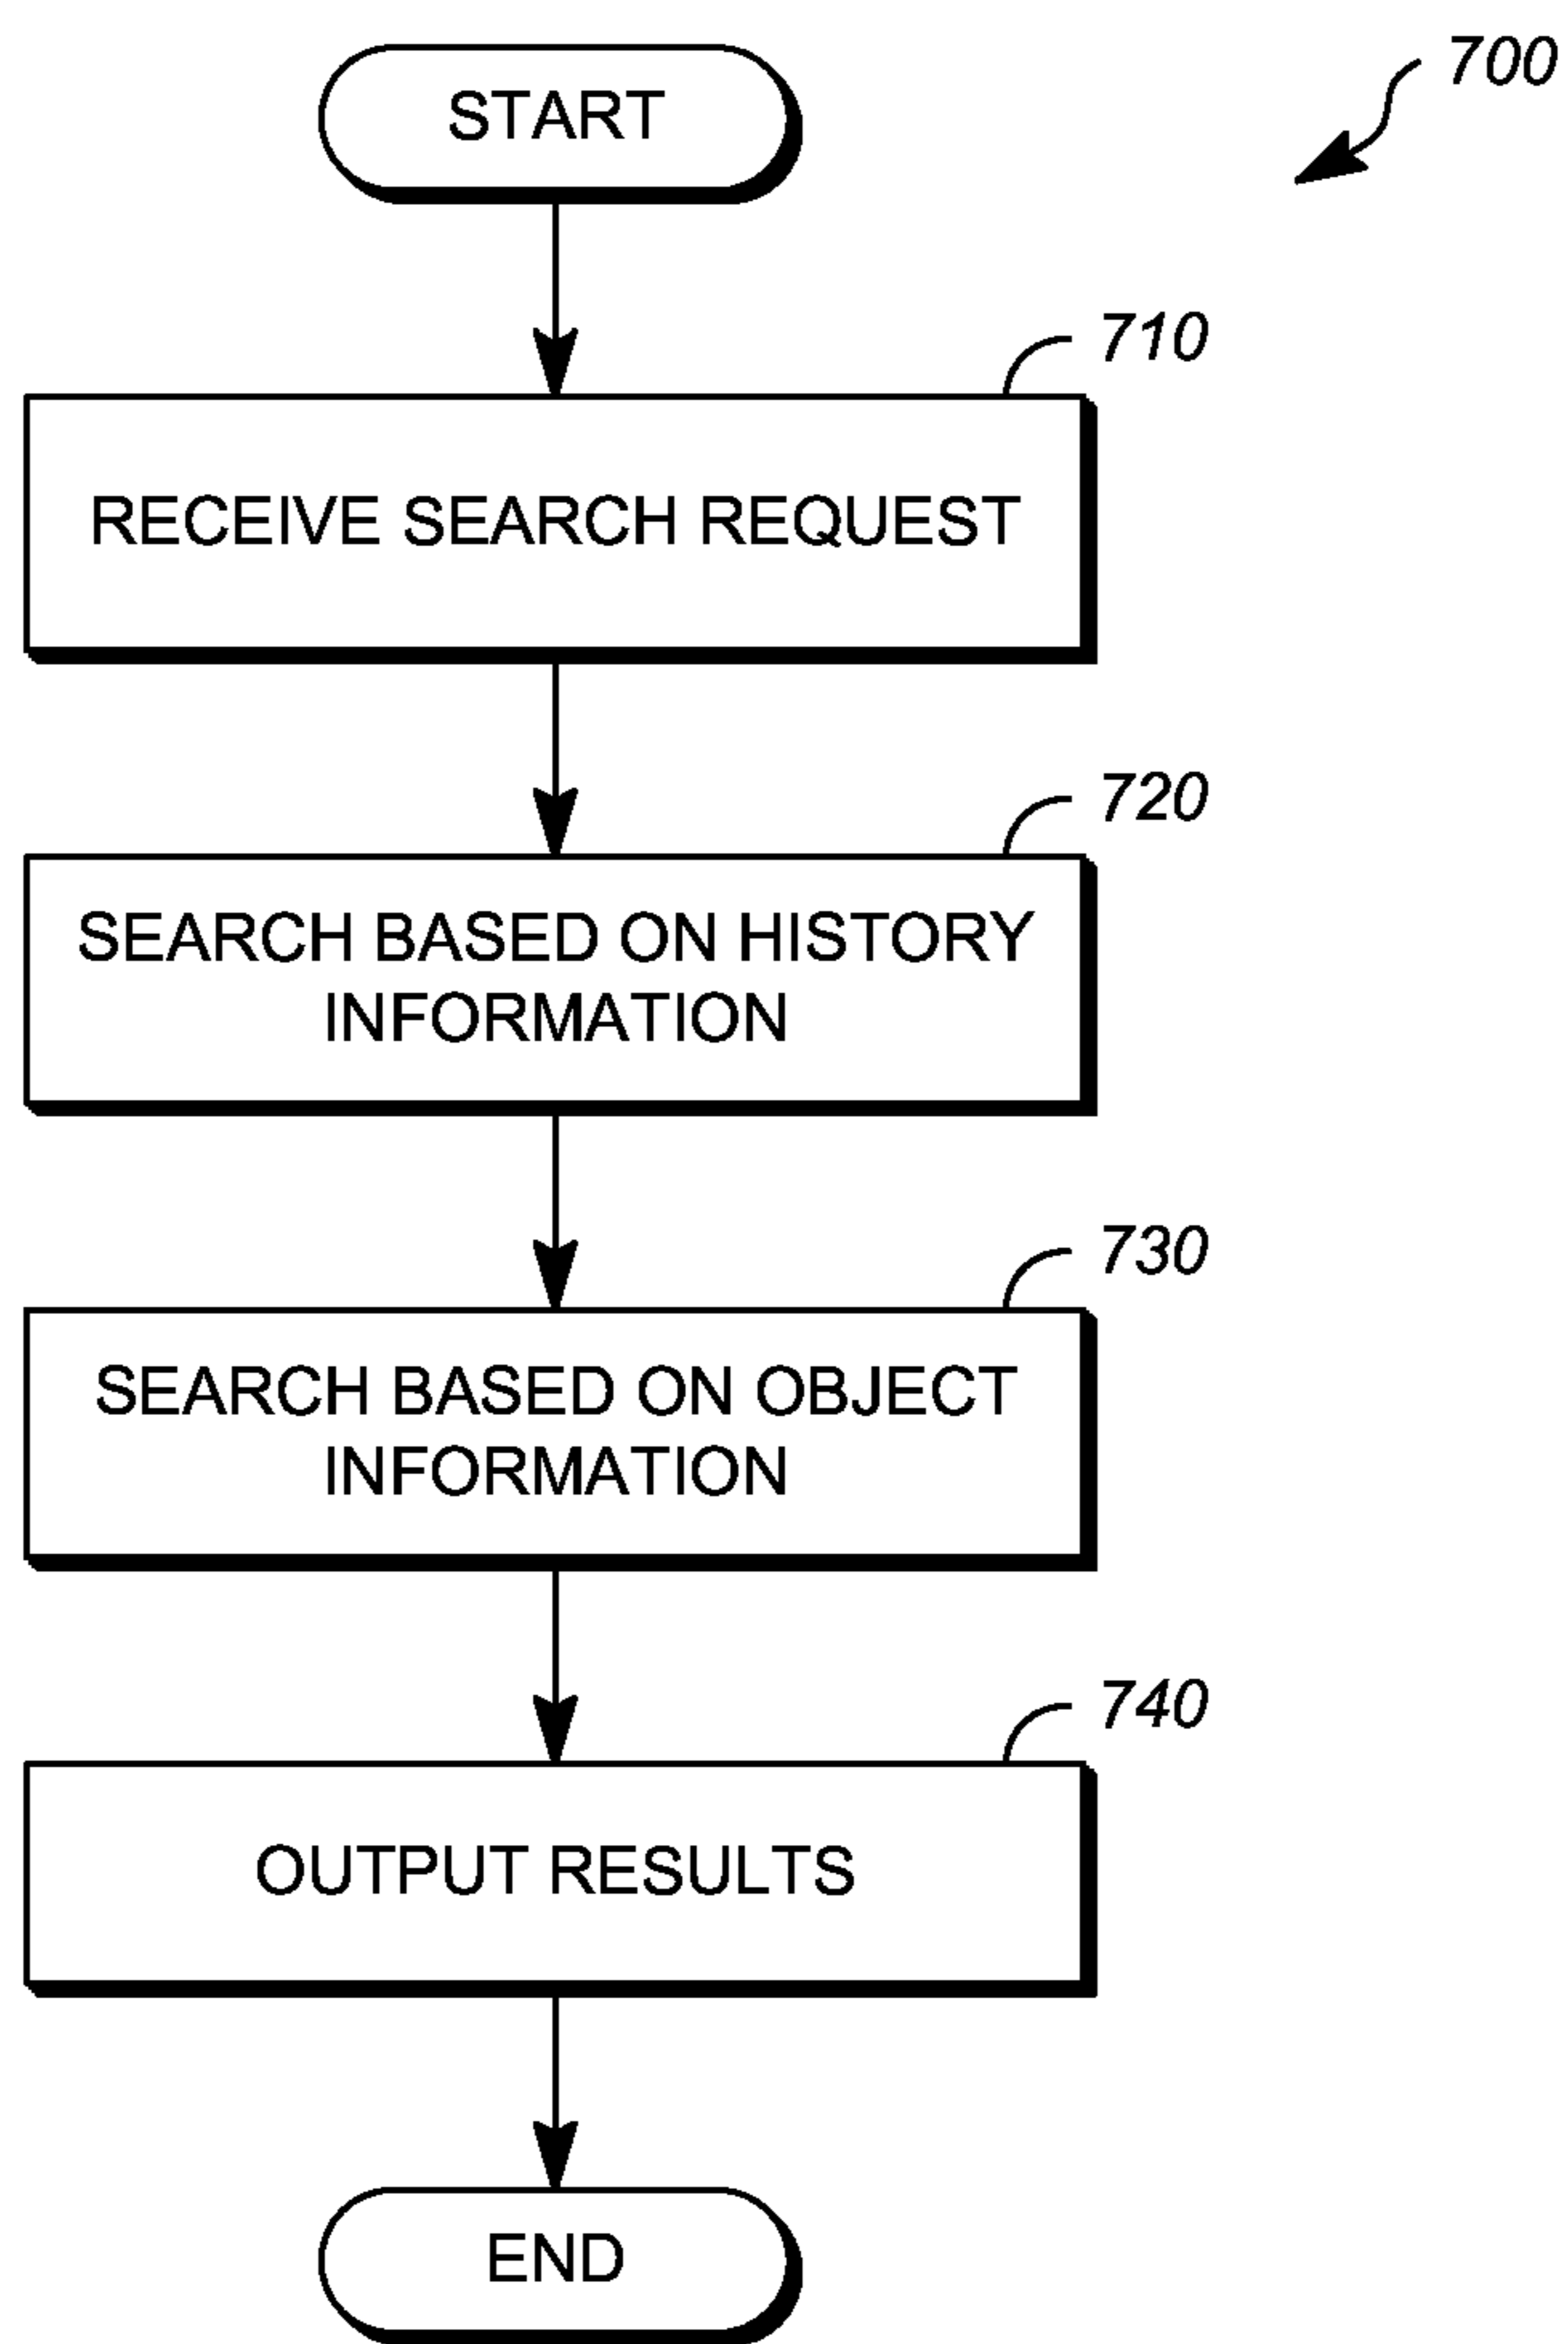 START
700
710
RECEIVE SEARCH REQUEST
720
SEARCH BASED ON HISTORY
INFORMATION
730
SEARCH BASED ON OBJECT
INFORMATION
740
OUTPUT RESULTS
END